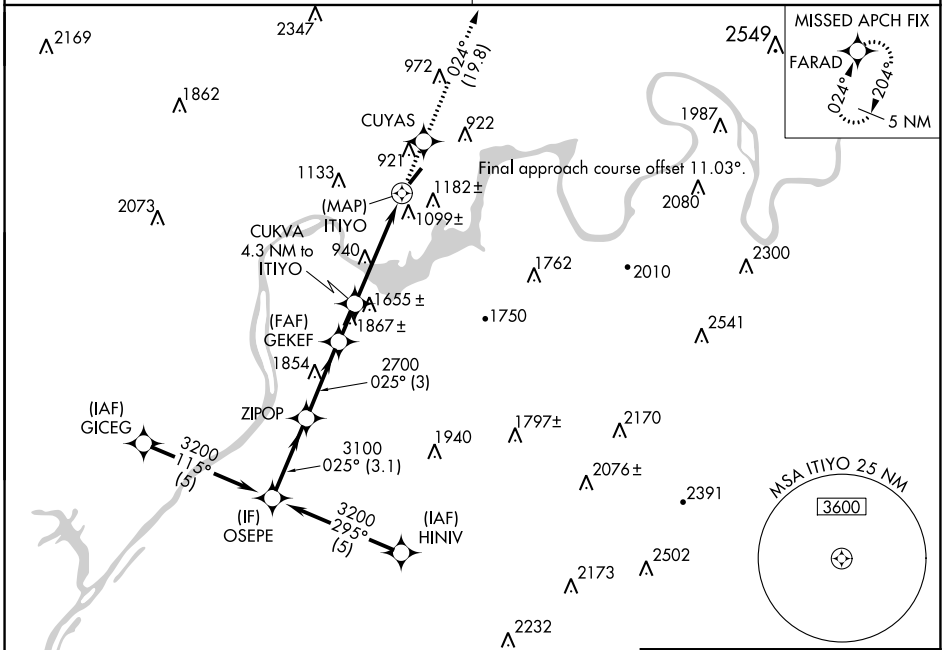 2169
2347
2549
MISSED APCH FIX
FARAD
024°
204°
5 NM
024°
(19.8)
972
1862
CUYAS
922
921
1987
Final approach course offset 11.03°.
1133
2080
(MAP)
ITIYO
1182±
1099±
2073
CUKVA
4.3 NM to
ITIYO
940
1762
2010
2300
1655±
1750
1867±
(FAF)
GEKEF
2541
1854
2700
025° (3)
ZIPOP
(IAF)
GICEG
3200
115°
(5)
3100
025° (3.1)
1940
1797±
2170
2076±
2391
(IF)
OSEPE
3200
295°
(5)
(IAF)
HINIV
MSA ITIYO 25 NM
3600
2173
2502
2232